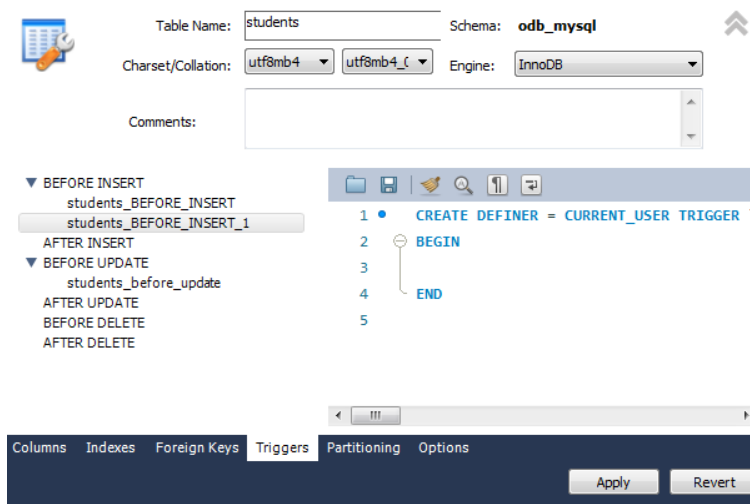 Table Name: students Schema: odb_mysql
Charset/Collation: utf8mb4 utf8mb4_( Engine: InnoDB
Comments:
BEFORE INSERT
students_BEFORE_INSERT
students_BEFORE_INSERT_1
AFTER INSERT
BEFORE UPDATE
students_before_update
AFTER UPDATE
BEFORE DELETE
AFTER DELETE
1 CREATE DEFINER = CURRENT_USER TRIGGER
2 BEGIN
3
4 END
5
Columns Indexes Foreign Keys Triggers Partitioning Options
Apply Revert